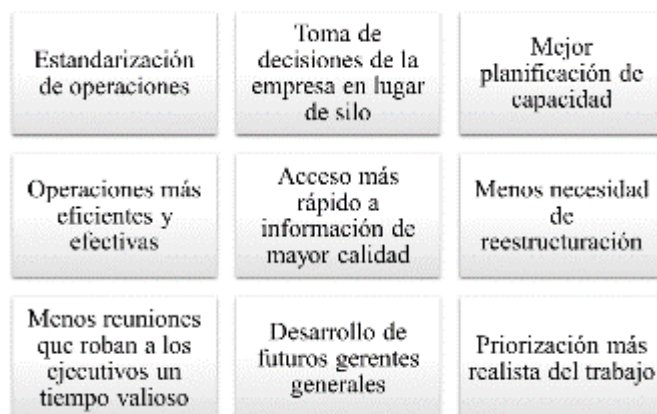 Estandarización
de operaciones
Toma de
decisiones de la
empresa en lugar
de silo
Mejor
planificación de
capacidad
Operaciones más
eficientes y
efectivas
Acceso más
rápido a
información de
mayor calidad
Menos necesidad
de
reestructuración
Menos reuniones
que roban a los
ejecutivos un
tiempo valioso
Desarrollo de
futuros gerentes
generales
Priorización más
realista del trabajo